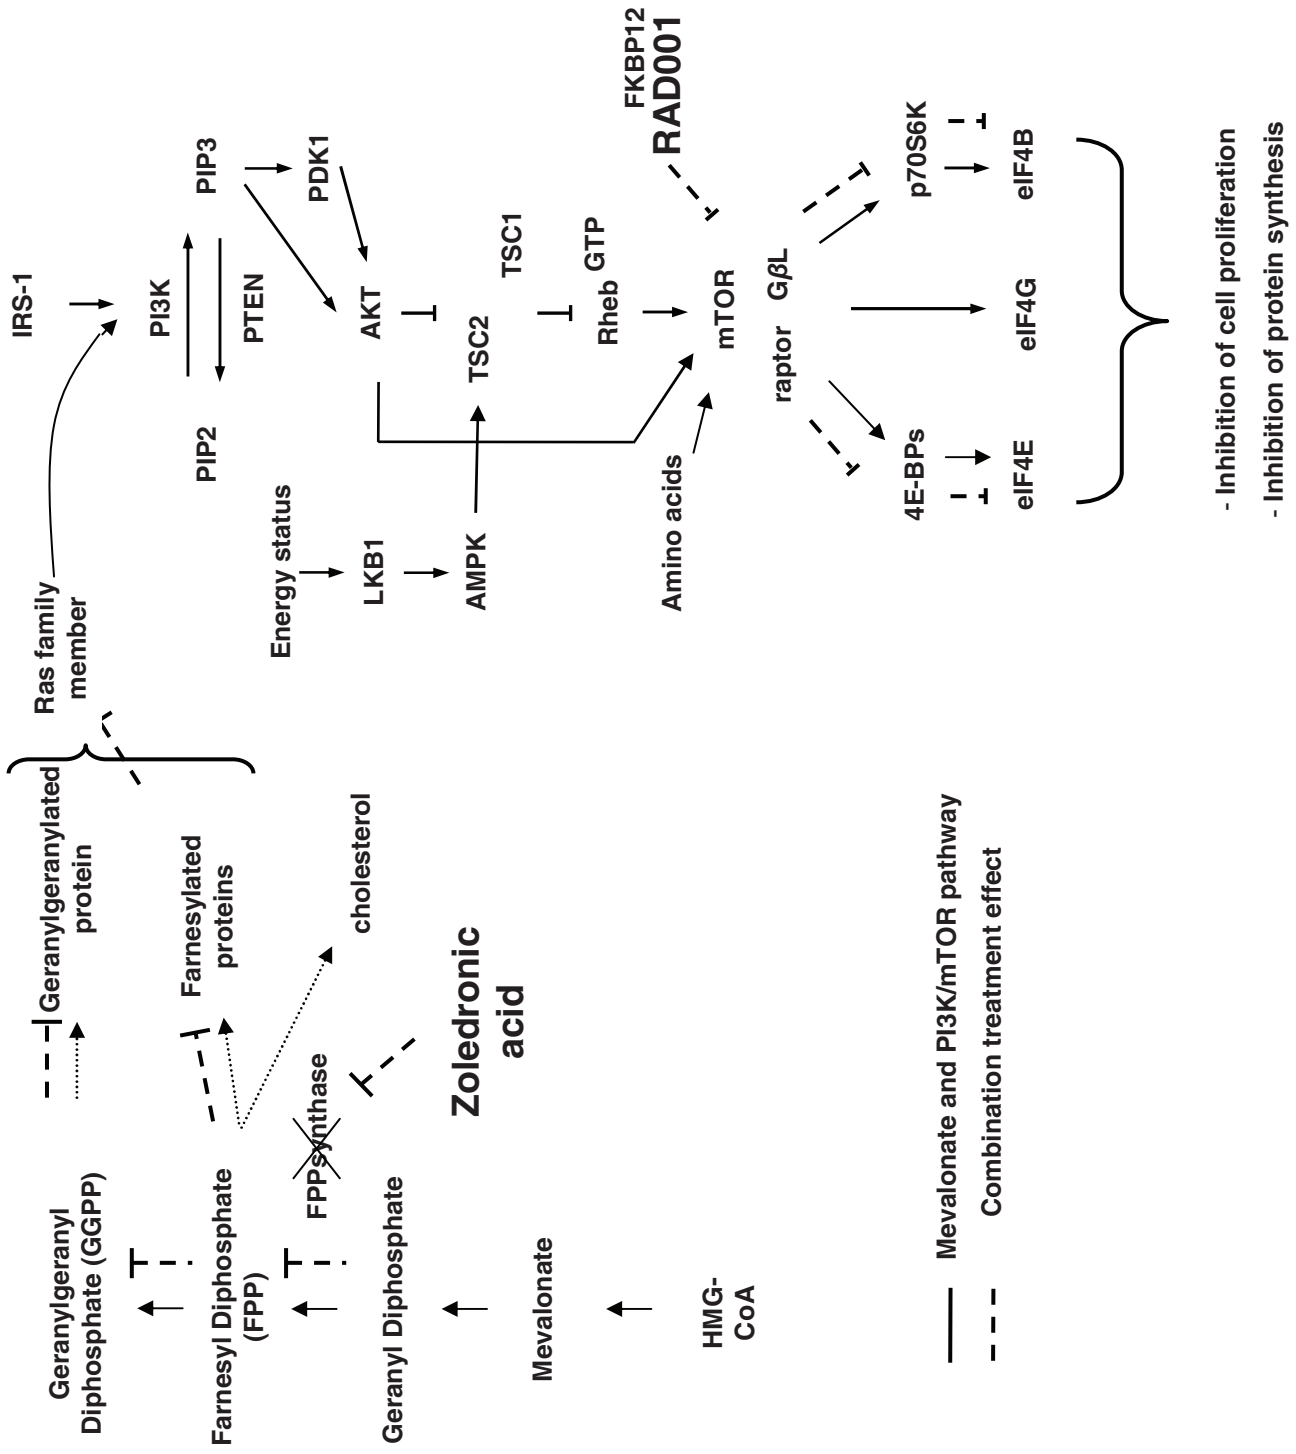 IRS-1
PI3K
PIP2
PIP3
PTEN
PDK1
AKT
TSC2
TSC1
Rheb
GTP
FKBP12
RAD001
mTOR
raptor
GβL
Energy status
LKB1
AMPK
Amino acids
4E-BPs
p70S6K
eIF4E
eIF4G
eIF4B
- Inhibition of cell proliferation
- Inhibition of protein synthesis
Ras family
member
Geranylgeranylated
protein
Farnesylated
proteins
cholesterol
Geranylgeranyl
Diphosphate (GGPP)
Farnesyl Diphosphate
(FPP)
FPPsynthase
Zoledronic
acid
Geranyl Diphosphate
Mevalonate
HMG-
CoA
Mevalonate and PI3K/mTOR pathway
Combination treatment effect